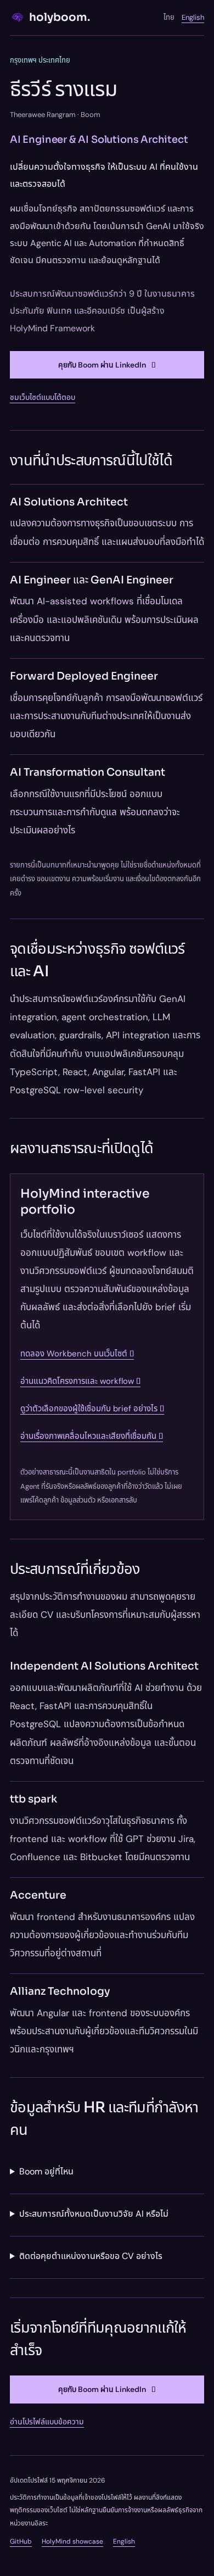 holyboom.
ไทย English
กรุงเทพฯ ประเทศไทย
ธีรวีร์ รางแรม
Theerawee Rangram · Boom
AI Engineer & AI Solutions Architect
เปลี่ยนความตั้งใจทางธุรกิจ ให้เป็นระบบ AI ที่คนใช้งาน
และตรวจสอบได้
ผมเชื่อมโจทย์ธุรกิจ สถาปัตยกรรมซอฟต์แวร์ และการ
ลงมือพัฒนาเข้าด้วยกัน โดยเน้นการนำ GenAI มาใช้จริง
ระบบ Agentic AI และ Automation ที่กำหนดสิทธิ์
ชัดเจน มีคนตรวจทาน และย้อนดูหลักฐานได้
ประสบการณ์พัฒนาซอฟต์แวร์กว่า 9 ปี ในงานธนาคาร
ประกันภัย ฟินเทค และอีคอมเมิร์ซ เป็นผู้สร้าง
HolyMind Framework
คุยกับ Boom ผ่าน LinkedIn
ชมเว็บไซต์แบบโต้ตอบ
งานที่นำประสบการณ์นี้ไปใช้ได้
AI Solutions Architect
แปลงความต้องการทางธุรกิจเป็นขอบเขตระบบ การ
เชื่อมต่อ การควบคุมสิทธิ์ และแผนส่งมอบที่ลงมือทำได้
AI Engineer และ GenAI Engineer
พัฒนา AI-assisted workflows ที่เชื่อมโมเดล
เครื่องมือ และแอปพลิเคชันเดิม พร้อมการประเมินผล
และคนตรวจทาน
Forward Deployed Engineer
เชื่อมการคุยโจทย์กับลูกค้า การลงมือพัฒนาซอฟต์แวร์
และการประสานงานกับทีมต่างประเทศให้เป็นงานส่ง
มอบเดียวกัน
AI Transformation Consultant
เลือกกรณีใช้งานแรกที่มีประโยชน์ ออกแบบ
กระบวนการและการกำกับดูแล พร้อมตกลงว่าจะ
ประเมินผลอย่างไร
รายการนี้เป็นบทบาทที่เหมาะนำมาพูดคุย ไม่ใช่รายชื่อตำแหน่งทั้งหมดที่
เคยดำรง ขอบเขตงาน ความพร้อมเริ่มงาน และเงื่อนไขต้องตกลงกันอีก
ครั้ง
จุดเชื่อมระหว่างธุรกิจ ซอฟต์แวร์
และ AI
นำประสบการณ์ซอฟต์แวร์องค์กรมาใช้กับ GenAI
integration, agent orchestration, LLM
evaluation, guardrails, API integration และการ
ตัดสินใจที่มีคนกำกับ งานแอปพลิเคชันครอบคลุม
TypeScript, React, Angular, FastAPI และ
PostgreSQL row-level security
ผลงานสาธารณะที่เปิดดูได้
HolyMind interactive
portfolio
เว็บไซต์ที่ใช้งานได้จริงในเบราว์เซอร์ แสดงการ
ออกแบบปฏิสัมพันธ์ ขอบเขต workflow และ
งานวิศวกรรมซอฟต์แวร์ ผู้ชมทดลองโจทย์สมมติ
สามรูปแบบ ตรวจความสัมพันธ์ของแหล่งข้อมูล
กับผลลัพธ์ และส่งต่อสิ่งที่เลือกไปยัง brief เริ่ม
ต้นได้
ทดลอง Workbench บนเว็บไซต์
อ่านแนวคิดโครงการและ workflow
ดูว่าตัวเลือกของผู้ใช้เชื่อมกับ brief อย่างไร
อ่านเรื่องภาพเคลื่อนไหวและเสียงที่เชื่อมกัน
ตัวอย่างสาธารณะนี้เป็นงานสาธิตใน portfolio ไม่ใช่บริการ
Agent ที่รันจริงหรือผลลัพธ์ของลูกค้าที่อ้างว่าวัดแล้ว ไม่เผย
แพร่โค้ดลูกค้า ข้อมูลส่วนตัว หรือเอกสารลับ
ประสบการณ์ที่เกี่ยวข้อง
สรุปจากประวัติการทำงานของผม สามารถพูดคุยราย
ละเอียด CV และบริบทโครงการที่เหมาะสมกับผู้สรรหา
ได้
Independent AI Solutions Architect
ออกแบบและพัฒนาผลิตภัณฑ์ที่ใช้ AI ช่วยทำงาน ด้วย
React, FastAPI และการควบคุมสิทธิ์ใน
PostgreSQL แปลงความต้องการเป็นข้อกำหนด
ผลิตภัณฑ์ ผลลัพธ์ที่อ้างอิงแหล่งข้อมูล และขั้นตอน
ตรวจทานที่ชัดเจน
ttb spark
งานวิศวกรรมซอฟต์แวร์อาวุโสในธุรกิจธนาคาร ทั้ง
frontend และ workflow ที่ใช้ GPT ช่วยงาน Jira,
Confluence และ Bitbucket โดยมีคนตรวจทาน
Accenture
พัฒนา frontend สำหรับงานธนาคารองค์กร แปลง
ความต้องการของผู้เกี่ยวข้องและทำงานร่วมกับทีม
วิศวกรรมที่อยู่ต่างสถานที่
Allianz Technology
พัฒนา Angular และ frontend ของระบบองค์กร
พร้อมประสานงานกับผู้เกี่ยวข้องและทีมวิศวกรรมในมิ
วนิกและกรุงเทพฯ
ข้อมูลสำหรับ HR และทีมที่กำลังหา
คน
Boom อยู่ที่ไหน
ประสบการณ์ทั้งหมดเป็นงานวิจัย AI หรือไม่
ติดต่อคุยตำแหน่งงานหรือขอ CV อย่างไร
เริ่มจากโจทย์ที่ทีมคุณอยากแก้ให้
สำเร็จ
คุยกับ Boom ผ่าน LinkedIn
อ่านโปรไฟล์แบบข้อความ
อัปเดตโปรไฟล์ 15 พฤศจิกายน 2026
ประวัติการทำงานเป็นข้อมูลที่เจ้าของโปรไฟล์ให้ไว้ ผลงานที่ลิงก์แสดง
พฤติกรรมของเว็บไซต์ ไม่ใช่หลักฐานยืนยันการจ้างงานหรือผลลัพธ์ธุรกิจจาก
หน่วยงานอิสระ
GitHub HolyMind showcase English